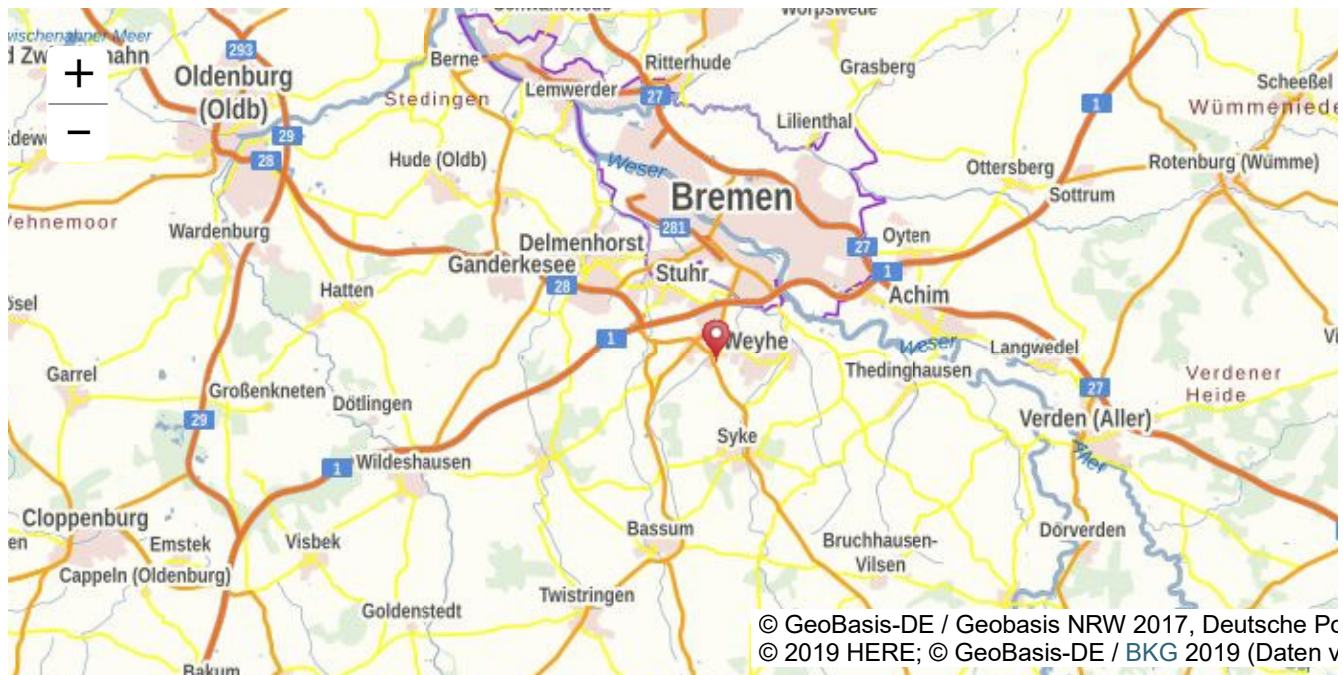 Worpswede
Zwischenahner Meer
293
Berne
Ritterhude
Grasberg
Scheeßel
Oldenburg
(Oldb)
Stedingen
Lemwerder
27
1
Wümmeniede
Lilienthal
29
28
Hude (Oldb)
Weser
Ottersberg
Rotenburg (Wümme)
Bremen
Sottrum
Vehnemoor
Wardenburg
281
Delmenhorst
Ganderkesee
27
Oyten
1
Stuhr
28
Hatten
Achim
1
Weyhe
Weser
Langwedel
Garrel
Thedinghausen
27
Verdener
Heide
Großenkneten
Dötlingen
29
Verden (Aller)
Syke
1
Wildeshausen
Cloppenburg
Emstek
Visbek
Bassum
Bruchhausen-
Vilsen
Dörverden
Cappeln (Oldenburg)
Goldenstedt
Twistringen
Bakum
© GeoBasis-DE / Geobasis NRW 2017, Deutsche Po
© 2019 HERE; © GeoBasis-DE / BKG 2019 (Daten v